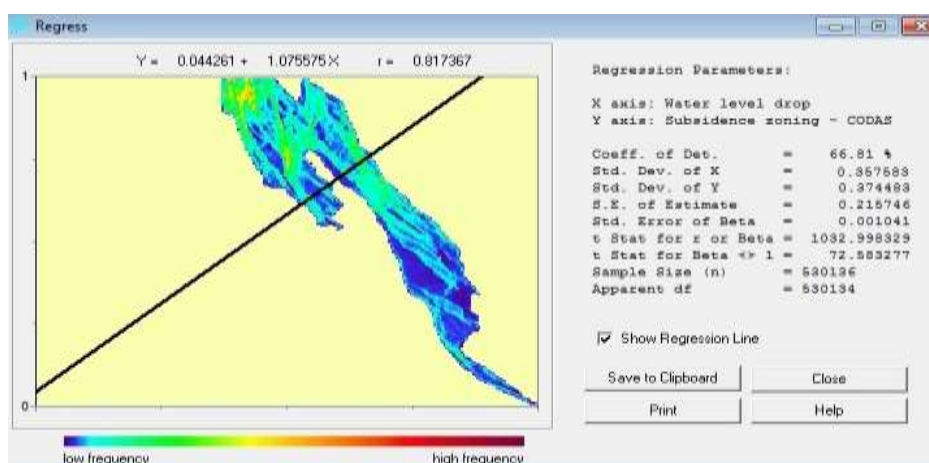 Regress
Y = 0.044261 + 1.075575 X r = 0.817367
1
0
low frequency high frequency
Regression Parameters:
X axis: Water level drop
Y axis: Subsidence zoning - CODAS
Coeff. of Det. = 66.81 %
Std. Dev. of X = 0.357583
Std. Dev. of Y = 0.374483
S.E. of Estimate = 0.215746
Std. Error of Beta = 0.001041
t Stat for r or Beta = 1032.998329
t Stat for Beta <> 1 = 72.583277
Sample Size (n) = 530136
Apparent df = 530134
Show Regression Line
Save to Clipboard Close
Print Help